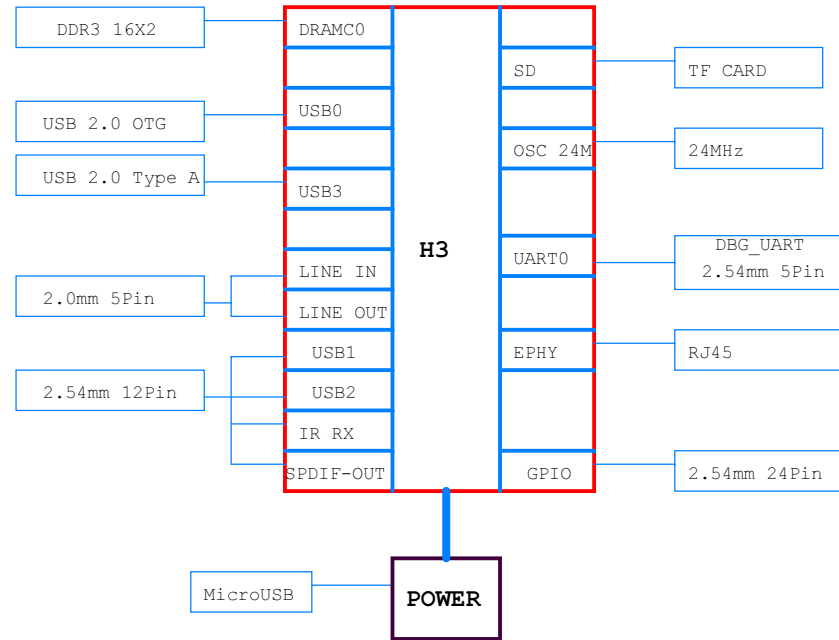 DDR3 16X2
DRAMC0
SD
TF CARD
USB 2.0 OTG
USB0
OSC 24M
24MHz
USB 2.0 Type A
USB3
H3
UART0
DBG_UART
2.54mm 5Pin
LINE IN
2.0mm 5Pin
LINE OUT
USB1
EPHY
RJ45
2.54mm 12Pin
USB2
IR RX
SPDIF-OUT
GPIO
2.54mm 24Pin
MicroUSB
POWER